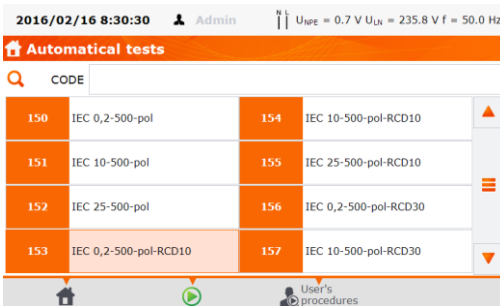 2016/02/16 8:30:30 Admin N L UNPE = 0.7 V ULN = 235.8 V f = 50.0 Hz
Automatical tests
CODE
150 IEC 0,2-500-pol 154 IEC 10-500-pol-RCD10
151 IEC 10-500-pol 155 IEC 25-500-pol-RCD10
152 IEC 25-500-pol 156 IEC 0,2-500-pol-RCD30
153 IEC 0,2-500-pol-RCD10 157 IEC 10-500-pol-RCD30
User's
procedures